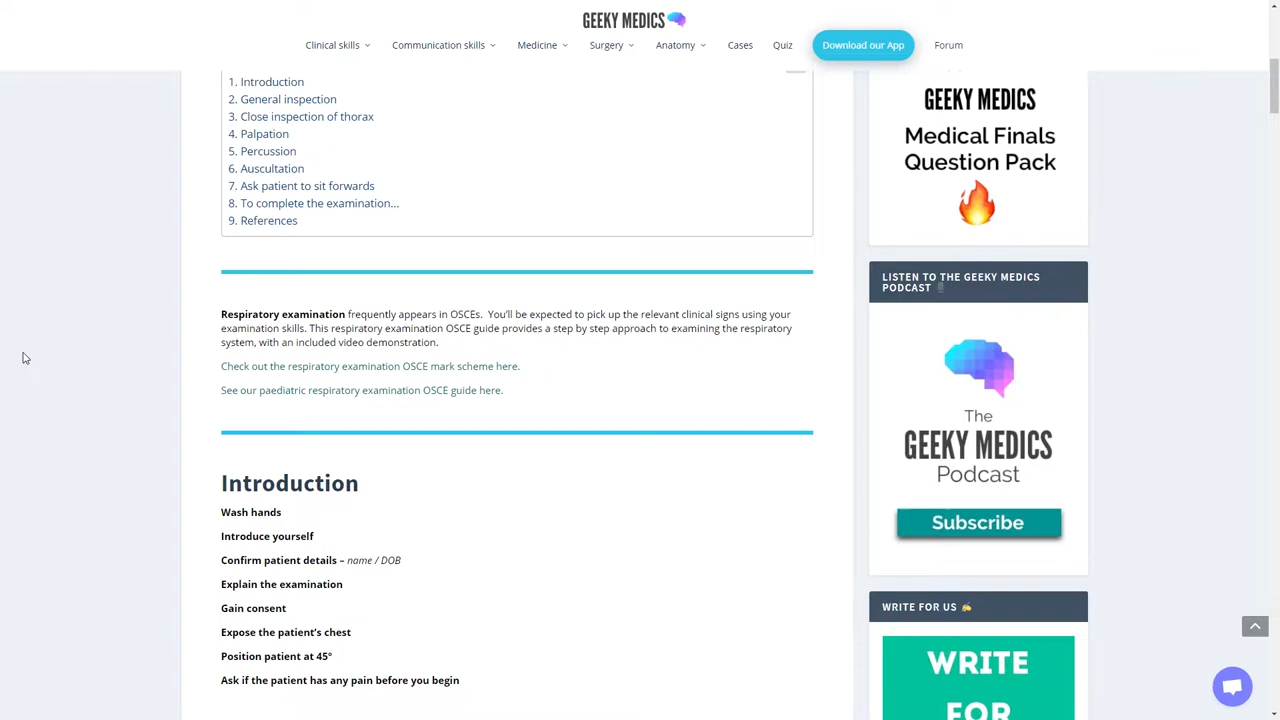 GEEKY MEDICS
Clinical skills Communication skills Medicine Surgery Anatomy Cases Quiz Download our App Forum
1. Introduction
2. General inspection
3. Close inspection of thorax
4. Palpation
5. Percussion
6. Auscultation
7. Ask patient to sit forwards
8. To complete the examination...
9. References
Respiratory examination frequently appears in OSCEs. You'll be expected to pick up the relevant clinical signs using your
examination skills. This respiratory examination OSCE guide provides a step by step approach to examining the respiratory
system, with an included video demonstration.
Check out the respiratory examination OSCE mark scheme here.
See our paediatric respiratory examination OSCE guide here.
Introduction
Wash hands
Introduce yourself
Confirm patient details – name / DOB
Explain the examination
Gain consent
Expose the patient's chest
Position patient at 45°
Ask if the patient has any pain before you begin
GEEKY MEDICS
Medical Finals
Question Pack
LISTEN TO THE GEEKY MEDICS
PODCAST
The
GEEKY MEDICS
Podcast
Subscribe
WRITE FOR US
WRITE
FOR